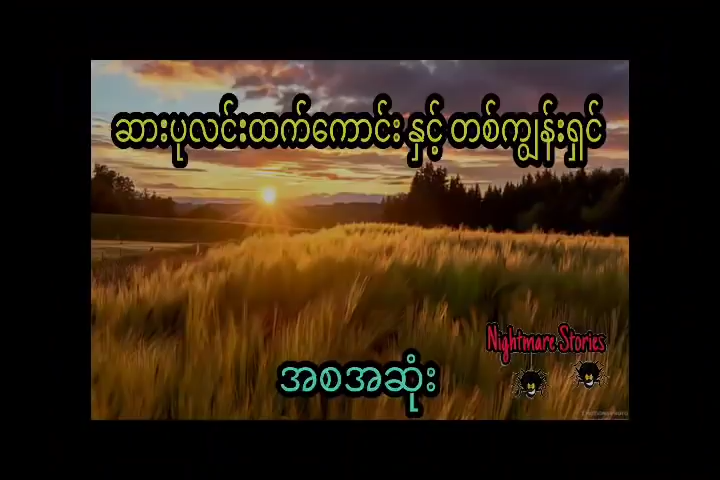 ဆားပုလင်းထက်ကောင်း နှင့် တစ်ကျွန်းရှင်
Nightmare Stories
အစအဆုံး